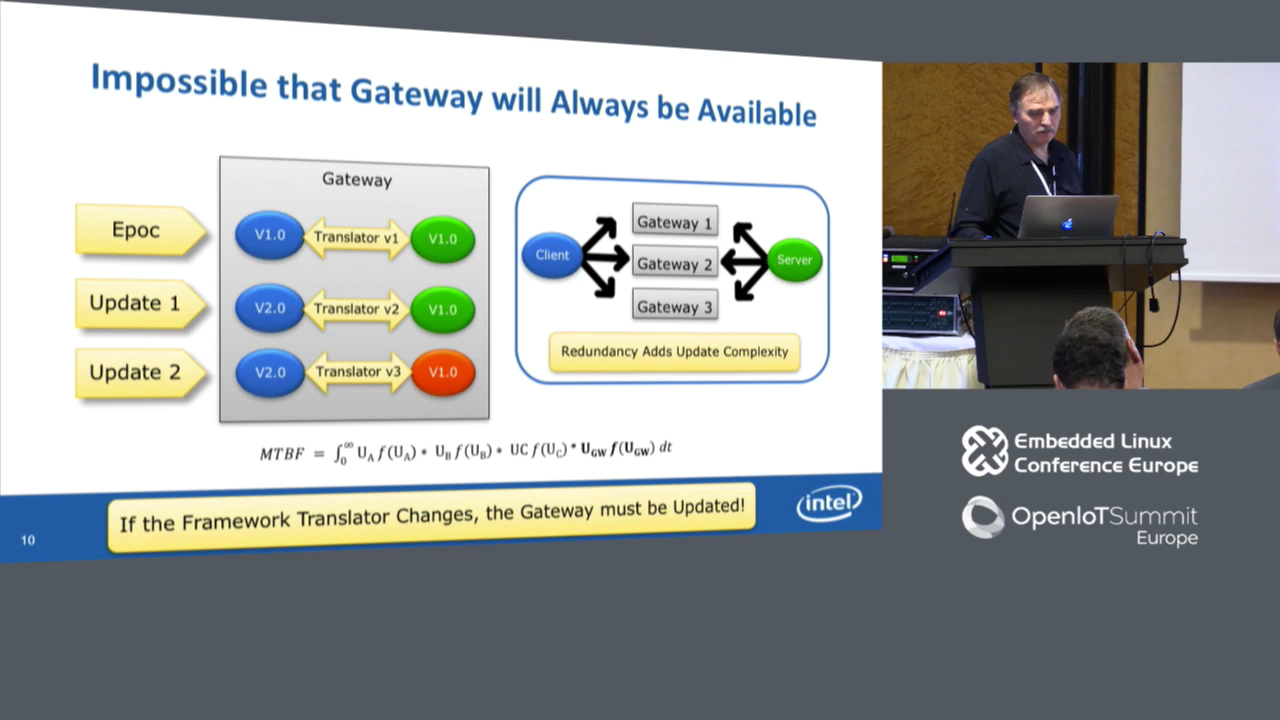 Impossible that Gateway will Always be Available
Epoc
Update 1
Update 2
Gateway
V1.0 Translator v1 V1.0
V2.0 Translator v2 V1.0
V2.0 Translator v3 V1.0
Client
Gateway 1
Gateway 2
Gateway 3
Server
Redundancy Adds Update Complexity
MTBF = ∫₀^∞ U_A f(U_A) * U_B f(U_B) * UC f(U_C) * U_GW f(U_GW) dt
If the Framework Translator Changes, the Gateway must be Updated!
intel
10
Embedded Linux
Conference Europe
OpenIoTSummit
Europe